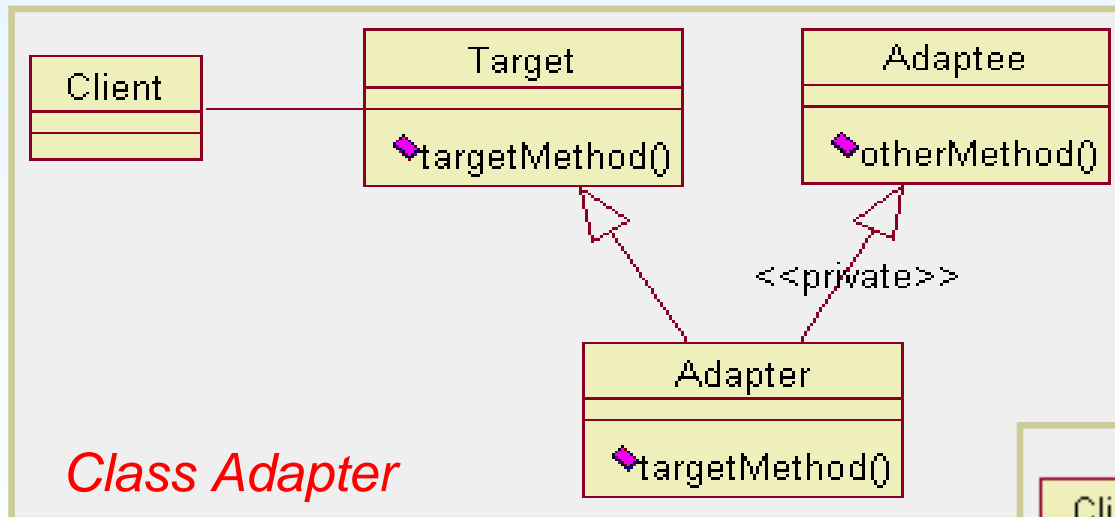 Client
Target
Adaptee
targetMethod()
otherMethod()
<<private>>
Adapter
targetMethod()
Class Adapter